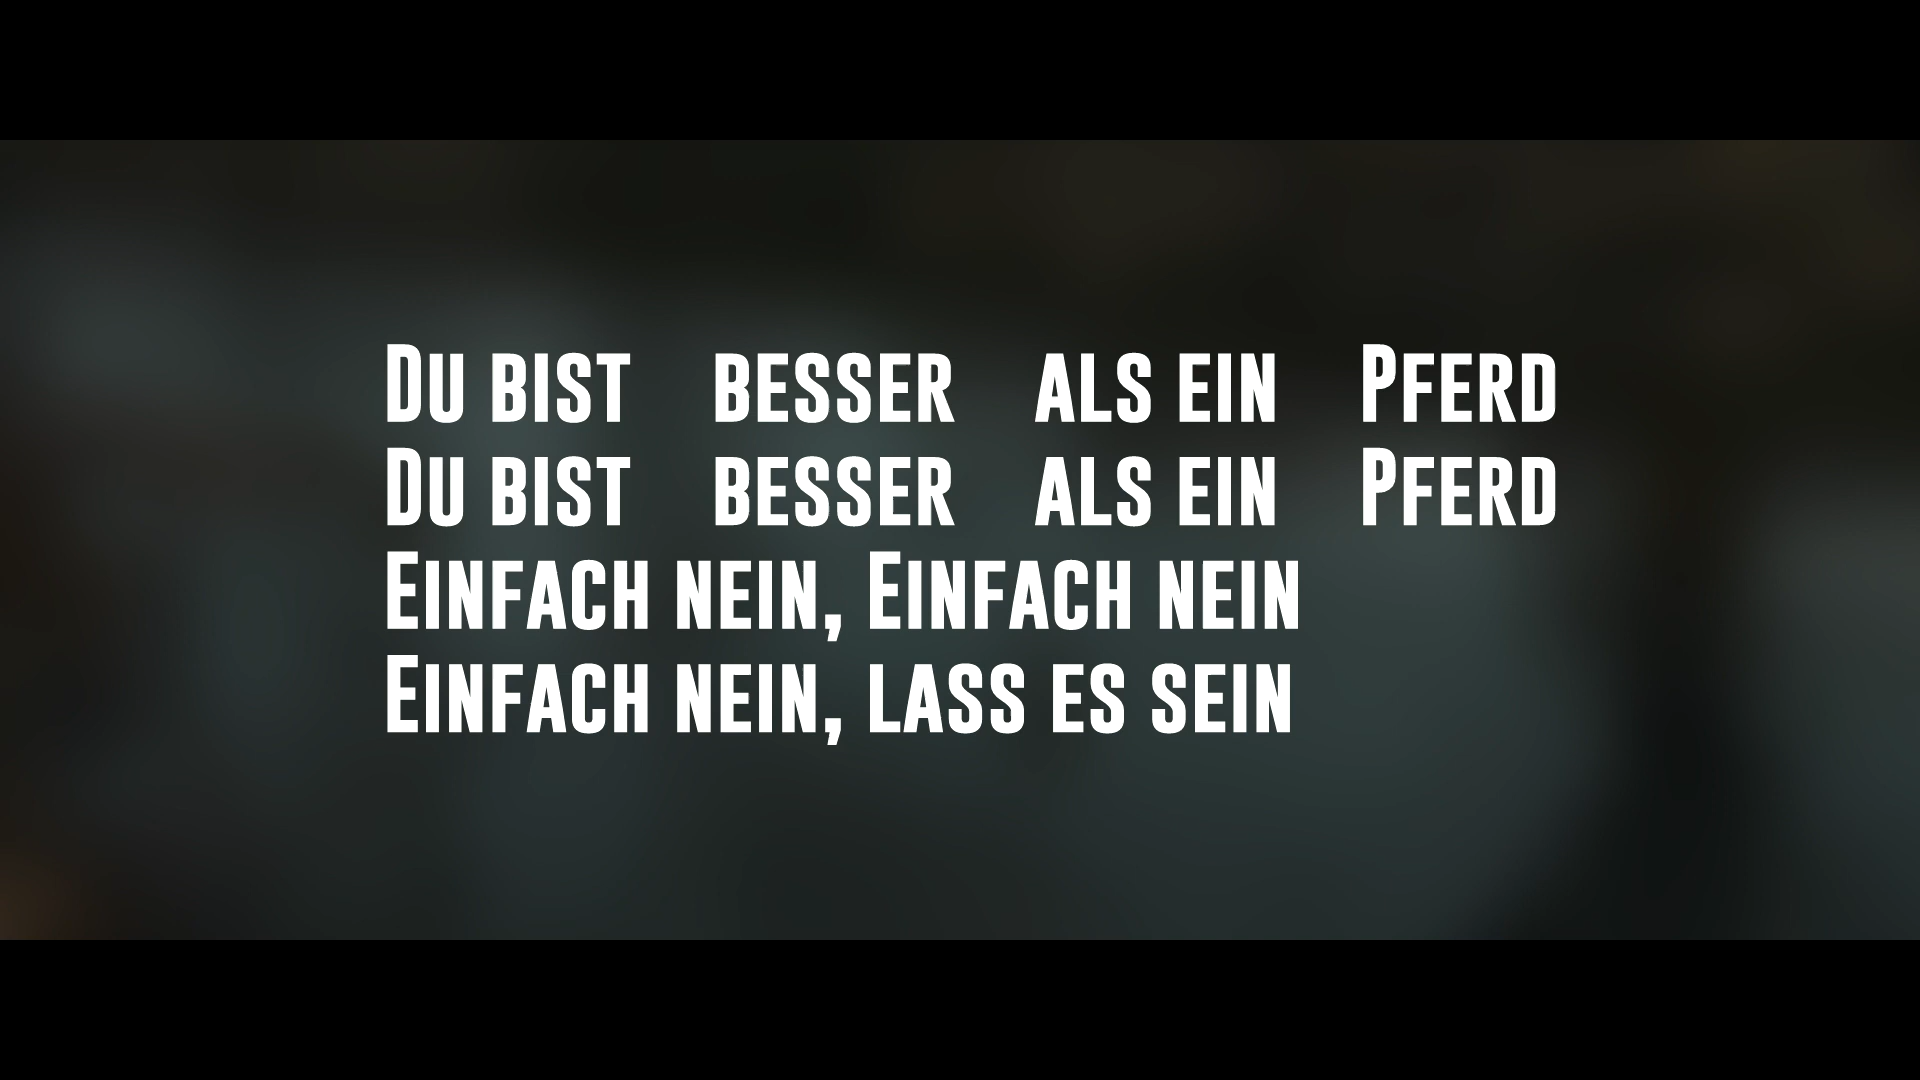 Du bist besser als ein Pferd
Du bist besser als ein Pferd
Einfach nein, Einfach nein
Einfach nein, lass es sein